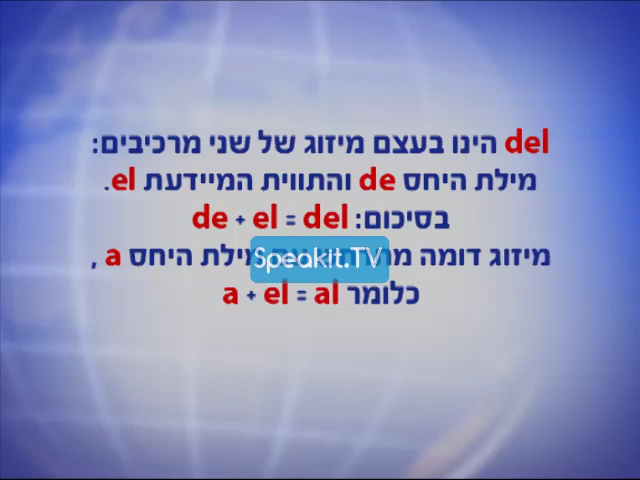 del הינו בעצם מיזוג של שני מרכיבים:
מילת היחס de והתווית המיידעת el.
בסיכום: de + el = del
מיזוג דומה מילת היחס a ,
כלומר a + el = al
Speakit.TV